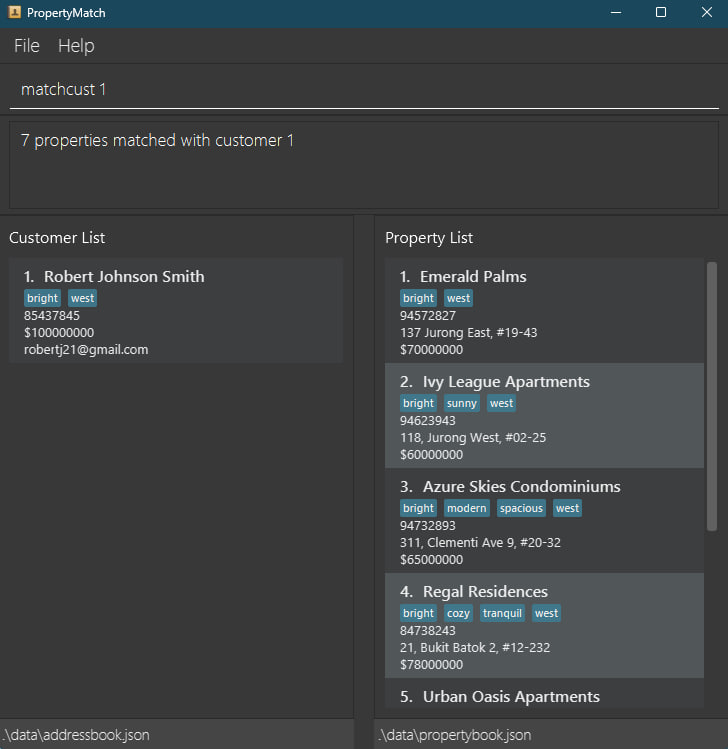 PropertyMatch
File Help
matchcust 1
7 properties matched with customer 1
Customer List
1. Robert Johnson Smith
bright west
85437845
$100000000
robertj21@gmail.com
Property List
1. Emerald Palms
bright west
94572827
137 Jurong East, #19-43
$70000000
2. Ivy League Apartments
bright sunny west
94623943
118, Jurong West, #02-25
$60000000
3. Azure Skies Condominiums
bright modern spacious west
94732893
311, Clementi Ave 9, #20-32
$65000000
4. Regal Residences
bright cozy tranquil west
84738243
21, Bukit Batok 2, #12-232
$78000000
5. Urban Oasis Apartments
.\data\addressbook.json
.\data\propertybook.json